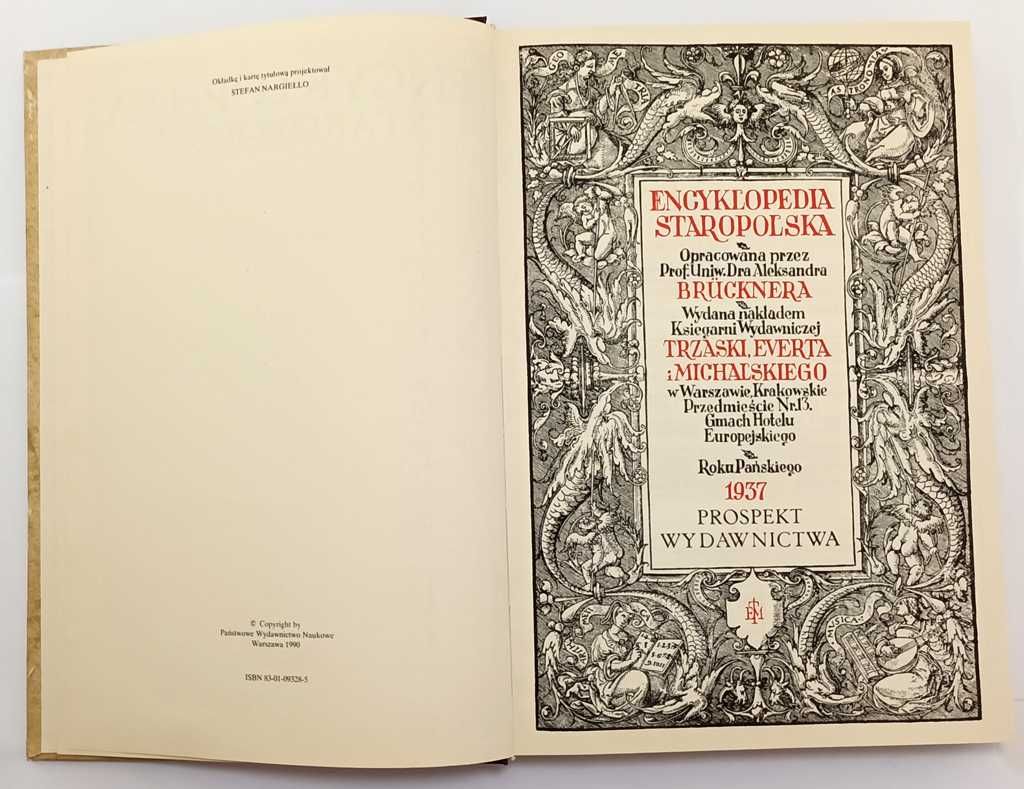 Okładkę i kartę tytułową projektował
STEFAN NARGIEŁŁO
© Copyright by
Państwowe Wydawnictwo Naukowe
Warszawa 1990
ISBN 83-01-09328-5
ENCYKLOPEDIA
STAROPOLSKA
Opracowana przez
Prof. Uniw. Dra Aleksandra
BRÜCKNERA
Wydana nakładem
Księgarni Wydawniczej
TRZASKI, EVERTA
i MICHALSKIEGO
w Warszawie, Krakowskie
Przedmieście Nr. 13.
Gmach Hotelu
Europejskiego
Roku Pańskiego
1937
PROSPEKT
WYDAWNICTWA
MUSICA